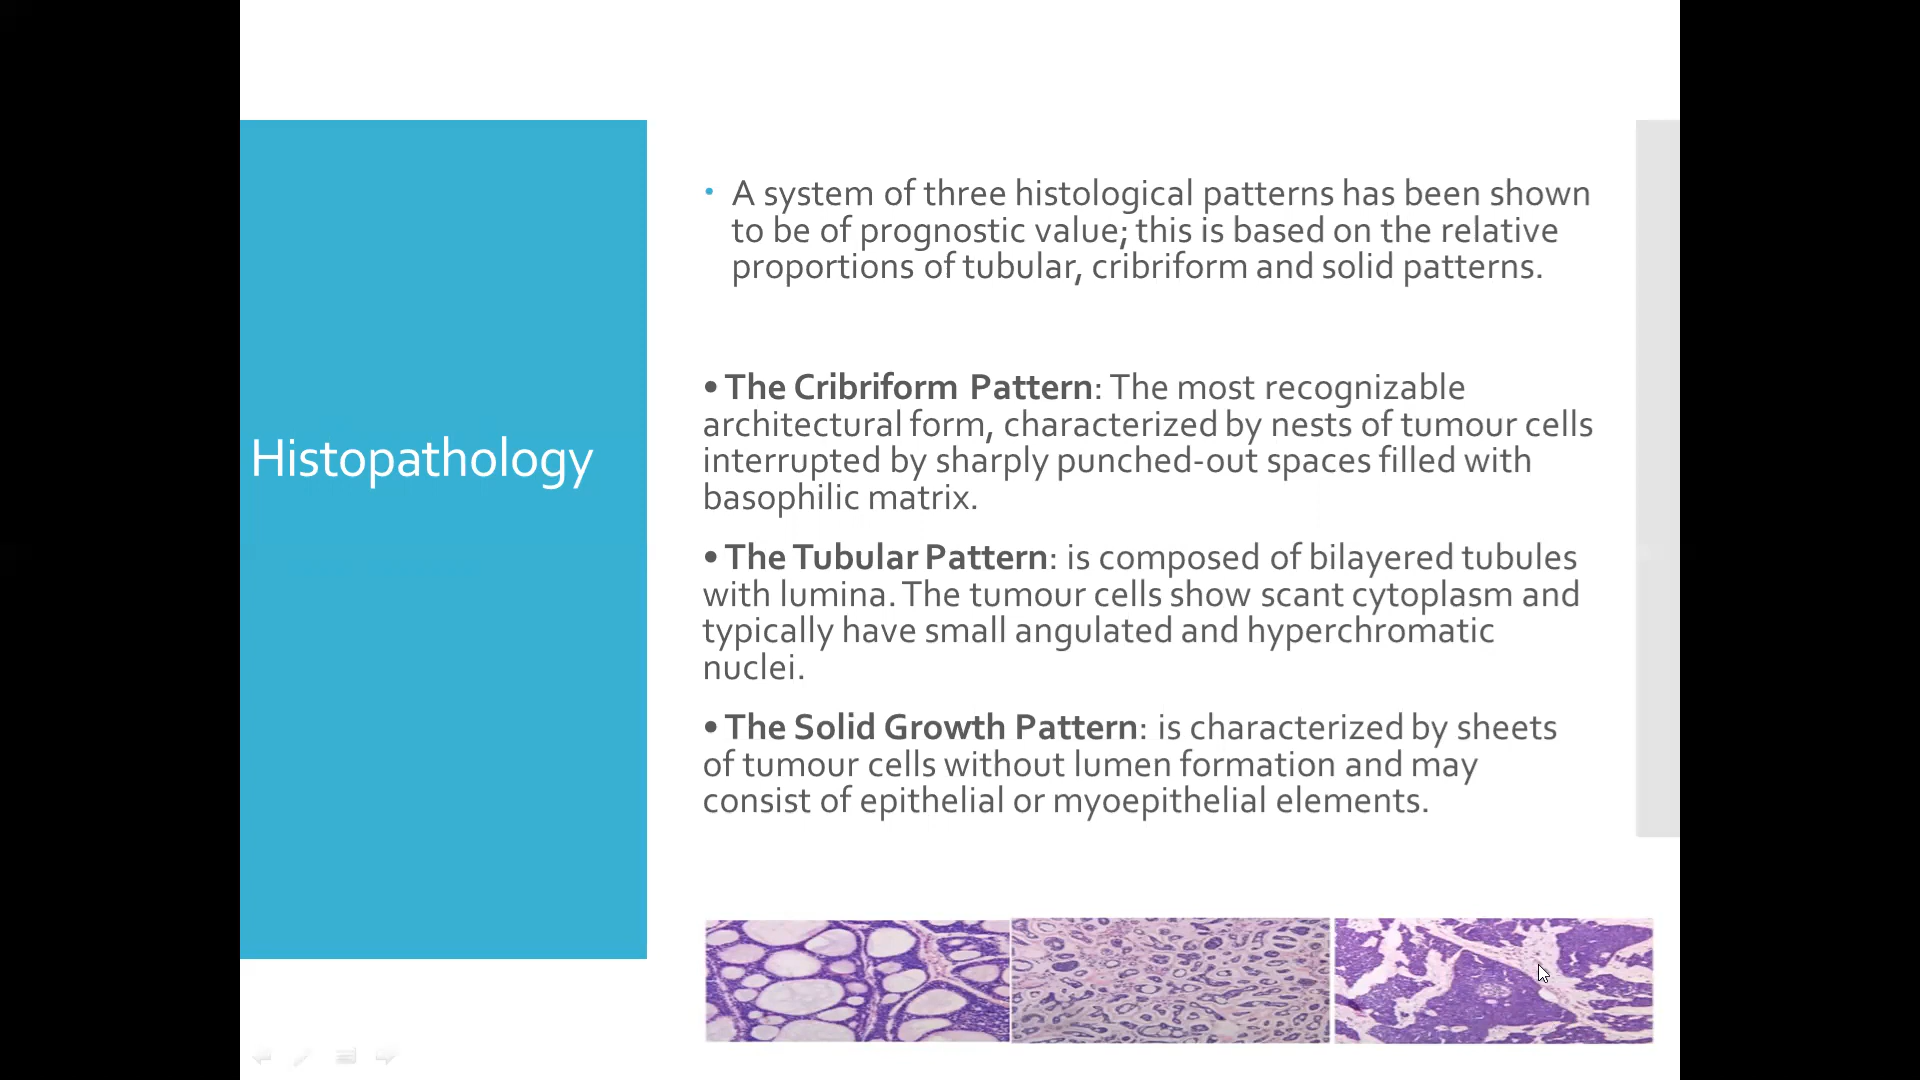 Histopathology
• A system of three histological patterns has been shown
to be of prognostic value; this is based on the relative
proportions of tubular, cribriform and solid patterns.
• The Cribriform Pattern: The most recognizable
architectural form, characterized by nests of tumour cells
interrupted by sharply punched-out spaces filled with
basophilic matrix.
• The Tubular Pattern: is composed of bilayered tubules
with lumina. The tumour cells show scant cytoplasm and
typically have small angulated and hyperchromatic
nuclei.
• The Solid Growth Pattern: is characterized by sheets
of tumour cells without lumen formation and may
consist of epithelial or myoepithelial elements.